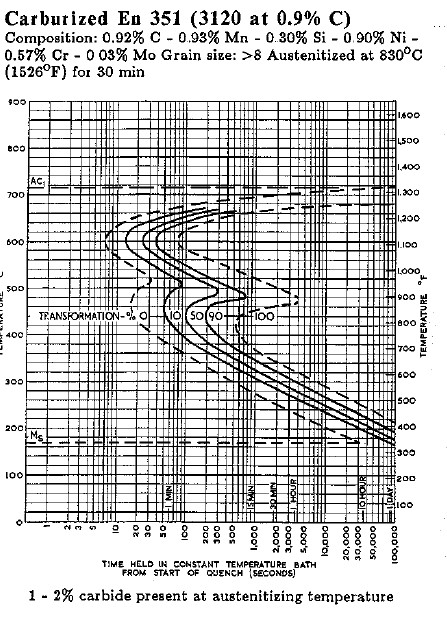 Carburized En 351 (3120 at 0.9% C)
Composition: 0.92% C - 0.93% Mn - 0.30% Si - 0.90% Ni -
0.57% Cr - 0 03% Mo Grain size: >8 Austenitized at 830°C
(1526°F) for 30 min
900
800
700
600
400
300
200
100
0
AC₁
Ms
TRANSFORMATION-% 0 10 50 90 100
1,600
1,500
1,400
1,300
1,200
1,100
1,000
900
800
700
600
500
400
300
200
100
TEMPERATURE °F
1 MIN
15 MIN
30 MIN
1 HOUR
10 HOUR
1 DAY
1 2 3 5 10 20 30 50 100 200 300 500 1,000 2,000 3,000 5,000 10,000 20,000 30,000 50,000 100,000
TIME HELD IN CONSTANT TEMPERATURE BATH
FROM START OF QUENCH (SECONDS)
1 - 2% carbide present at austenitizing temperature